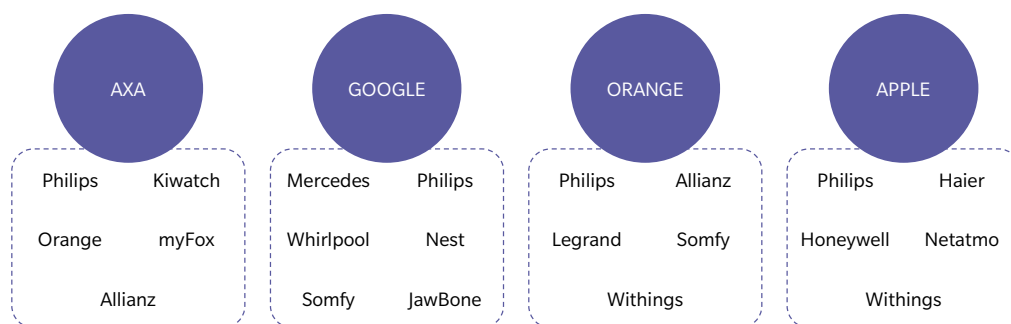 AXA
Philips Kiwatch
Orange myFox
Allianz
GOOGLE
Mercedes Philips
Whirlpool Nest
Somfy JawBone
ORANGE
Philips Allianz
Legrand Somfy
Withings
APPLE
Philips Haier
Honeywell Netatmo
Withings